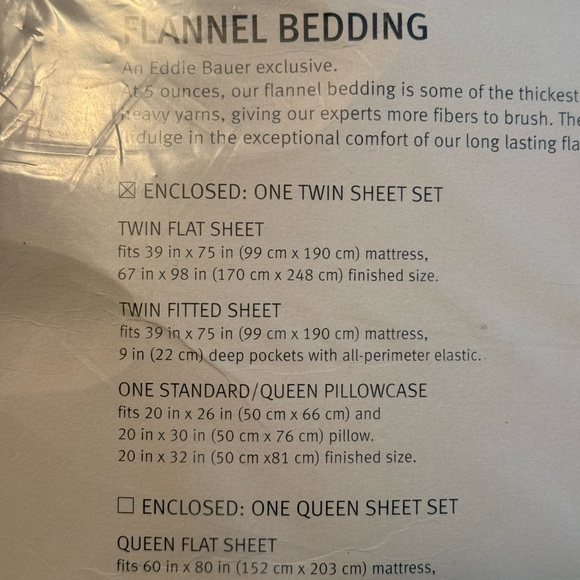 FLANNEL BEDDING
An Eddie Bauer exclusive.
At 5 ounces, our flannel bedding is some of the thickest
heavy yarns, giving our experts more fibers to brush. The
indulge in the exceptional comfort of our long lasting fla
☒ ENCLOSED: ONE TWIN SHEET SET
TWIN FLAT SHEET
fits 39 in x 75 in (99 cm x 190 cm) mattress,
67 in x 98 in (170 cm x 248 cm) finished size.
TWIN FITTED SHEET
fits 39 in x 75 in (99 cm x 190 cm) mattress,
9 in (22 cm) deep pockets with all-perimeter elastic.
ONE STANDARD/QUEEN PILLOWCASE
fits 20 in x 26 in (50 cm x 66 cm) and
20 in x 30 in (50 cm x 76 cm) pillow.
20 in x 32 in (50 cm x81 cm) finished size.
☐ ENCLOSED: ONE QUEEN SHEET SET
QUEEN FLAT SHEET
fits 60 in x 80 in (152 cm x 203 cm) mattress,